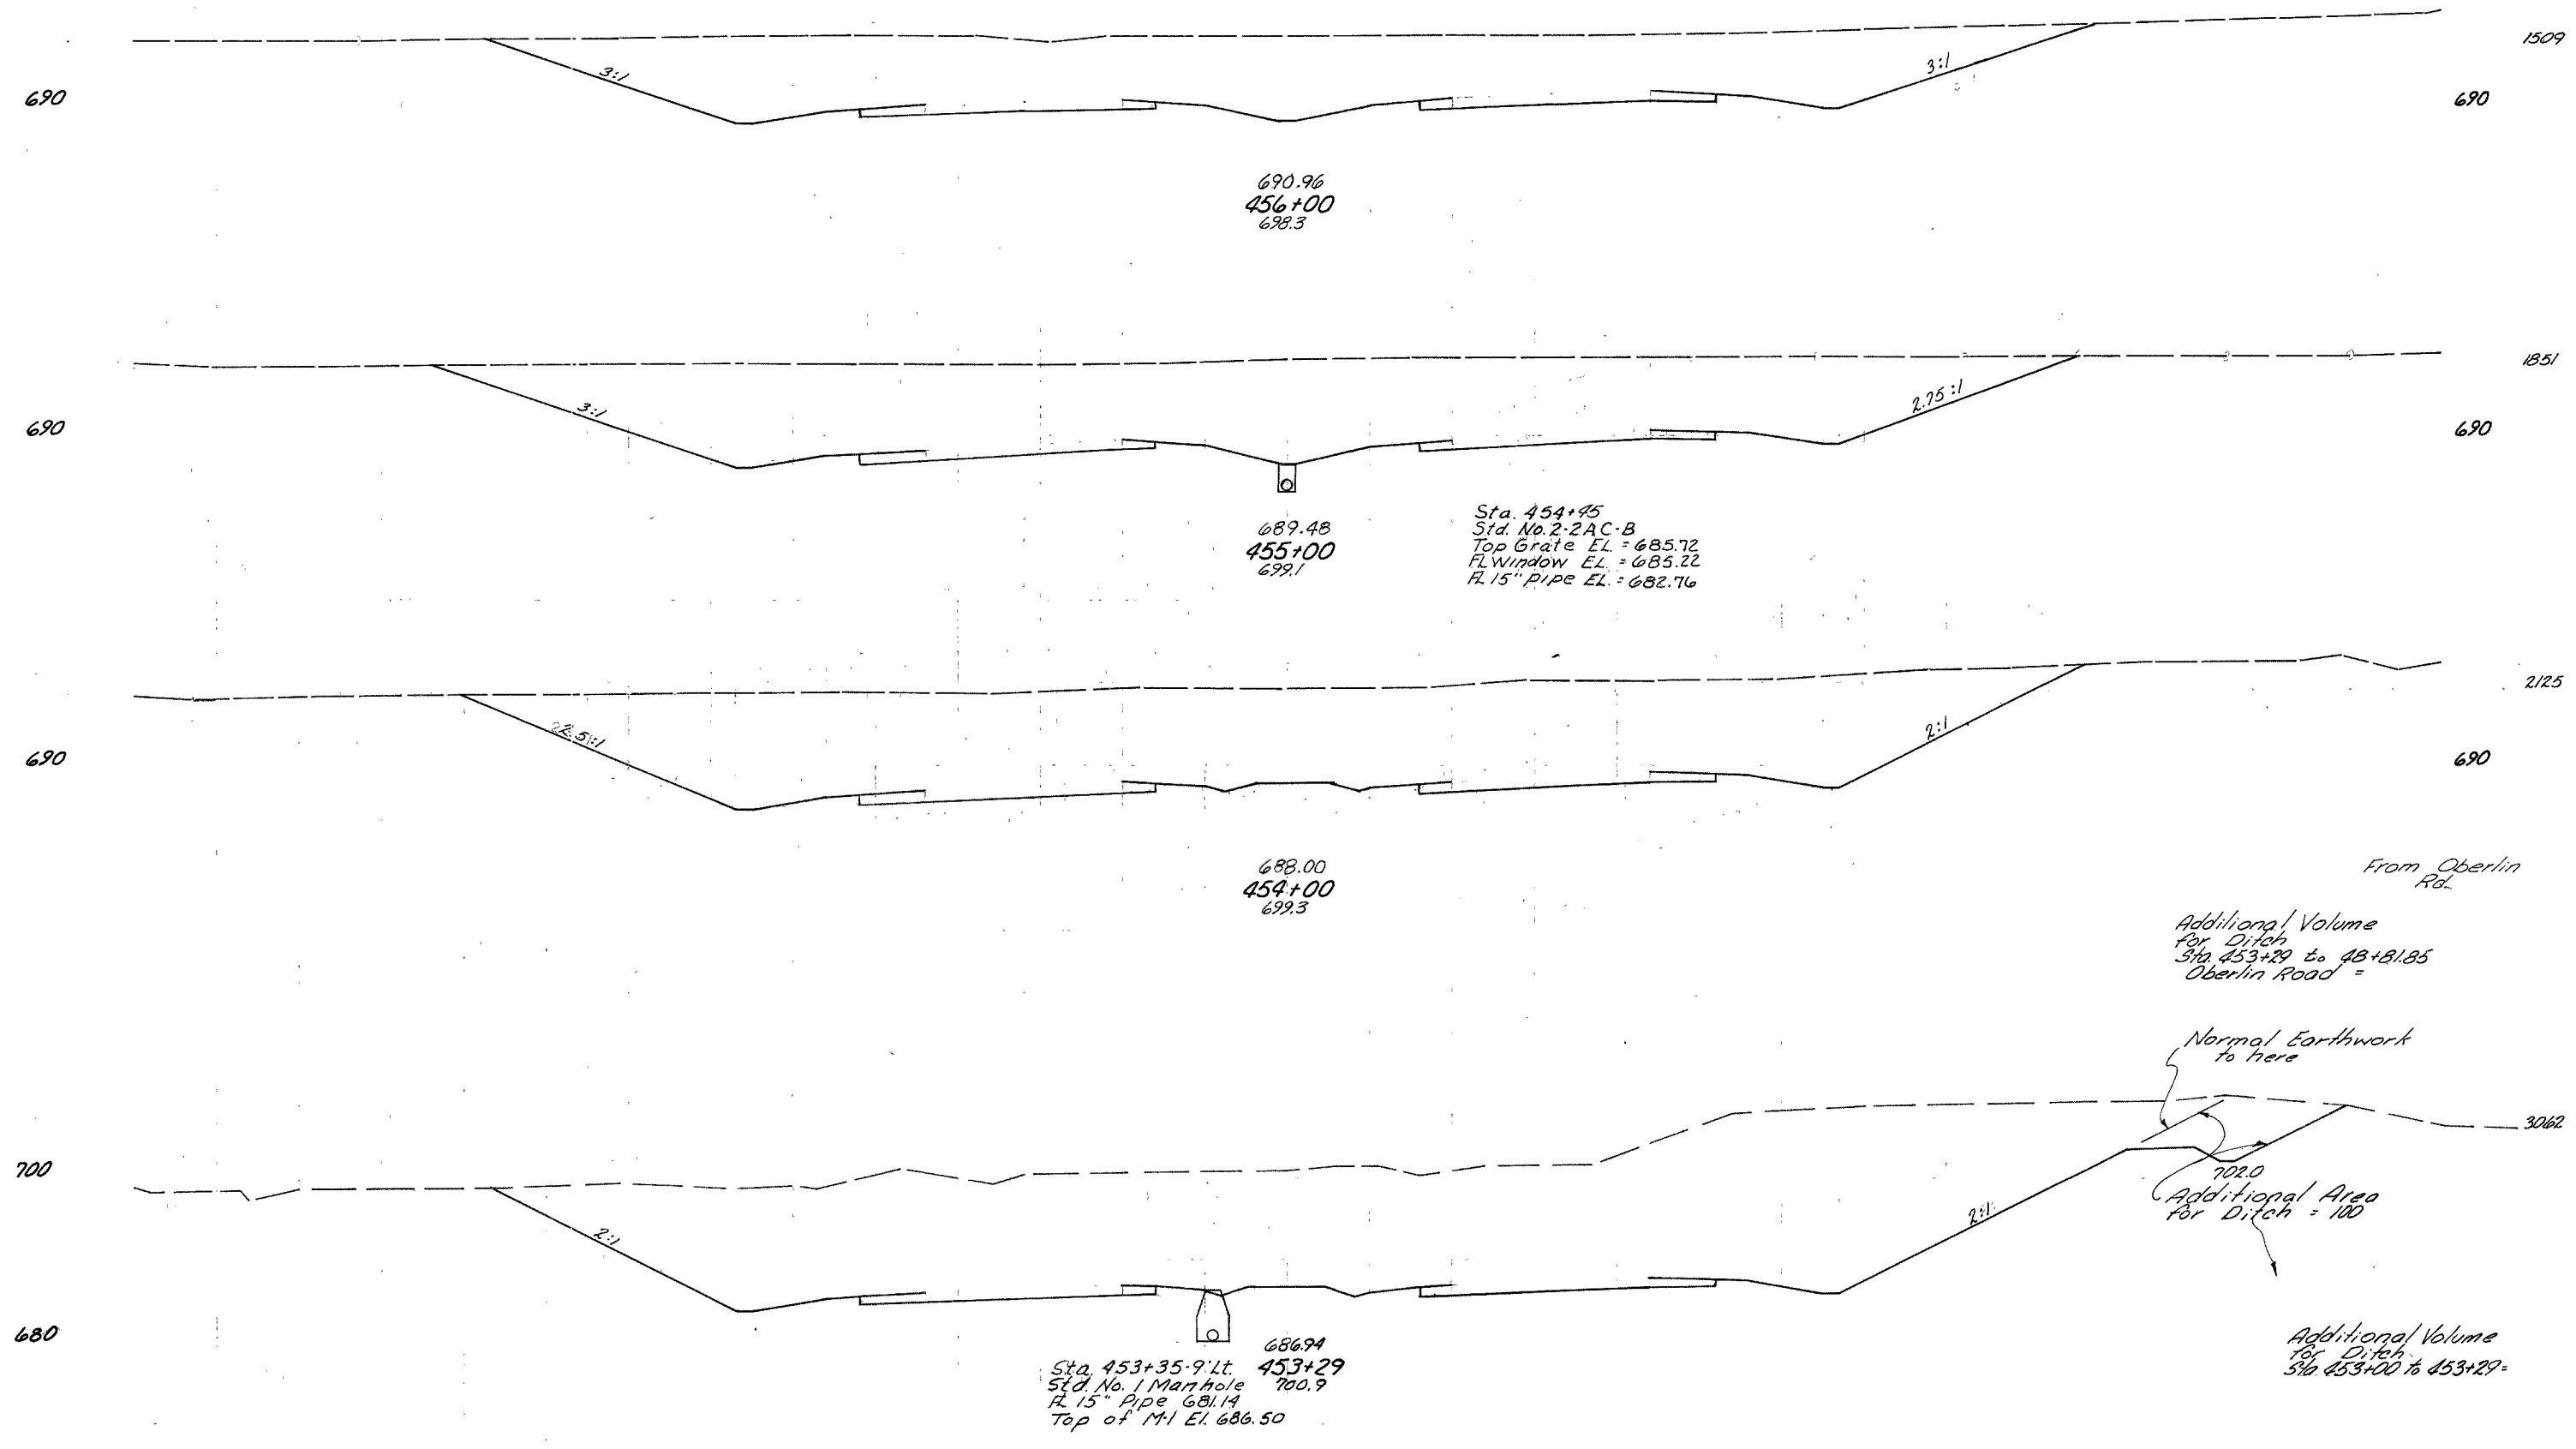 1509
3:1
3:1
690
690
690.96
456+00
698.3
1851
3:1
2.75:1
690
690
689.48
455+00
699.1
Sta. 454+45
Std. No. 2-2AC-B
Top Grate EL. = 685.72
FL Window EL. = 685.22
FL 15" Pipe EL. = 682.76
2125
2:1
690
690
688.00
454+00
699.3
From Oberlin
Rd.
Additional Volume
for Ditch
Sta. 453+29 to 48+81.85
Oberlin Road =
Normal Earthwork
to here
3062
700
702.0
Additional Area
for Ditch = 100
2:1
2:1
680
686.94
453+29
700.9
Sta. 453+35-9' Lt.
Std. No. 1 Manhole
FL 15" Pipe 681.14
Top of M-1 El. 686.50
Additional Volume
for Ditch
Sta. 453+00 to 453+29=